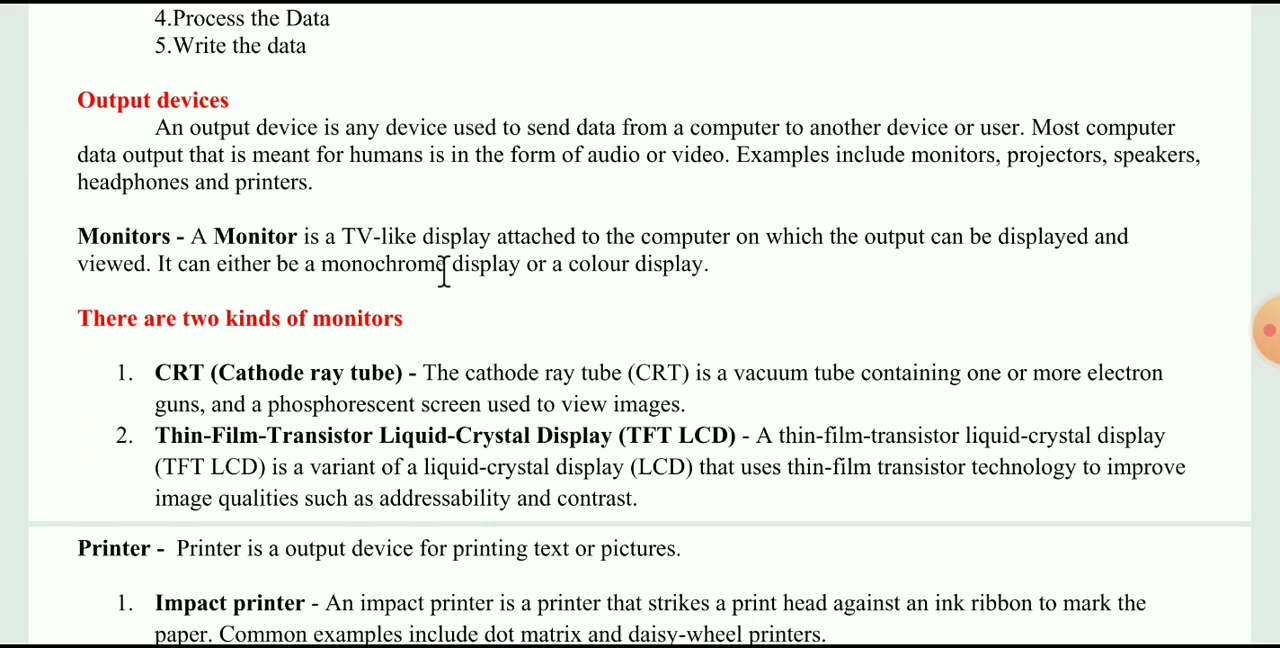 4.Process the Data
5.Write the data
Output devices
An output device is any device used to send data from a computer to another device or user. Most computer
data output that is meant for humans is in the form of audio or video. Examples include monitors, projectors, speakers,
headphones and printers.
Monitors - A Monitor is a TV-like display attached to the computer on which the output can be displayed and
viewed. It can either be a monochrome display or a colour display.
There are two kinds of monitors
1. CRT (Cathode ray tube) - The cathode ray tube (CRT) is a vacuum tube containing one or more electron
guns, and a phosphorescent screen used to view images.
2. Thin-Film-Transistor Liquid-Crystal Display (TFT LCD) - A thin-film-transistor liquid-crystal display
(TFT LCD) is a variant of a liquid-crystal display (LCD) that uses thin-film transistor technology to improve
image qualities such as addressability and contrast.
Printer - Printer is a output device for printing text or pictures.
1. Impact printer - An impact printer is a printer that strikes a print head against an ink ribbon to mark the
paper. Common examples include dot matrix and daisy-wheel printers.